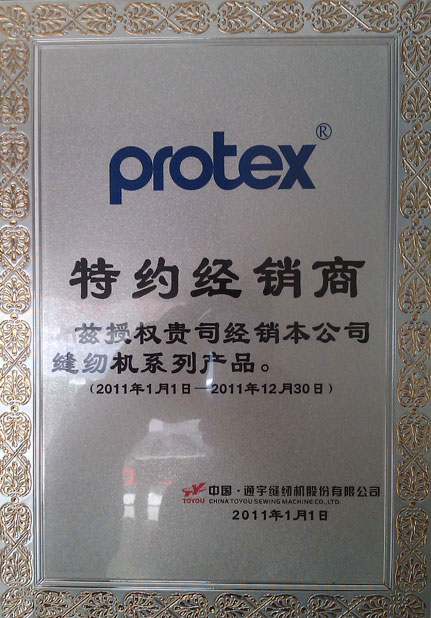 protex®
特约经销商
兹授权贵司经销本公司
缝纫机系列产品。
(2011年1月1日—2011年12月30日)
TOYOU 中国·通宇缝纫机股份有限公司
CHINA TOYOU SEWING MACHINE CO.,LTD.
2011年1月1日